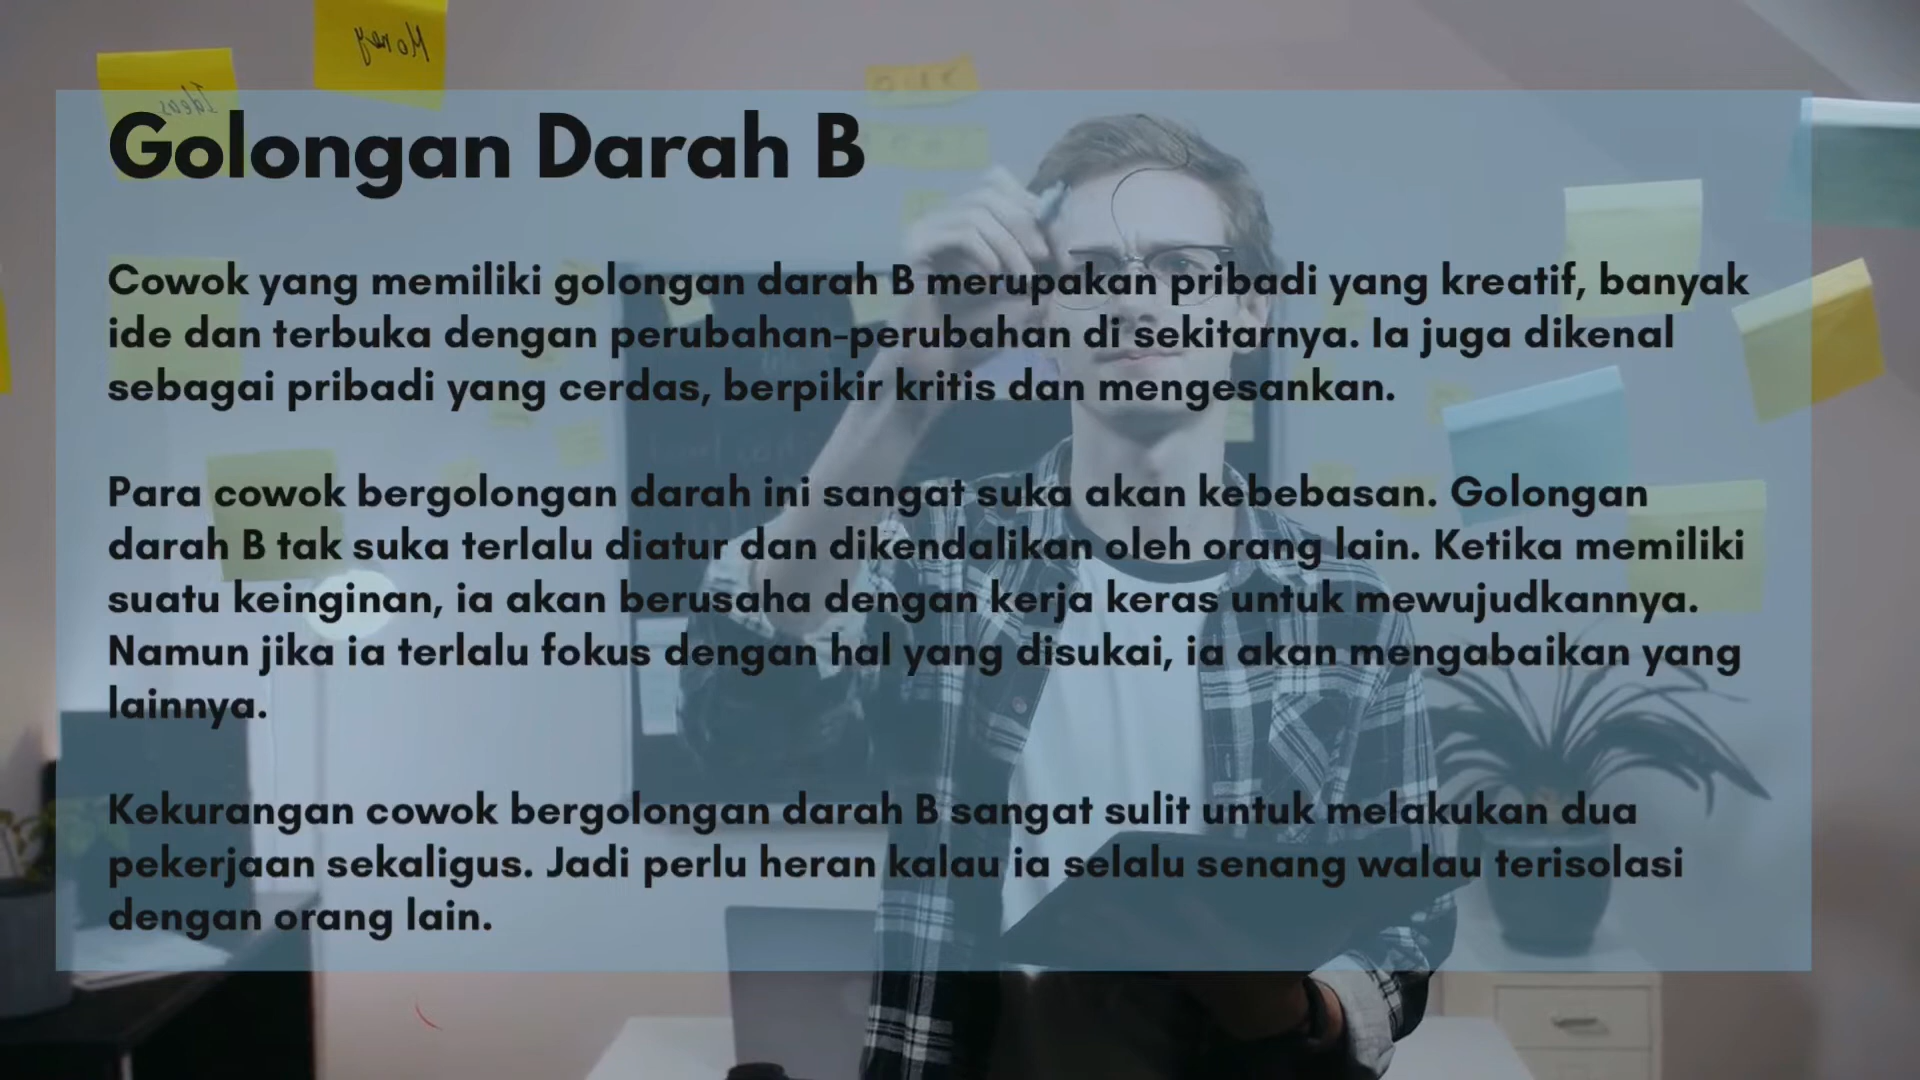 Money
Ideas
Golongan Darah B
Cowok yang memiliki golongan darah B merupakan pribadi yang kreatif, banyak
ide dan terbuka dengan perubahan-perubahan di sekitarnya. Ia juga dikenal
sebagai pribadi yang cerdas, berpikir kritis dan mengesankan.
Para cowok bergolongan darah ini sangat suka akan kebebasan. Golongan
darah B tak suka terlalu diatur dan dikendalikan oleh orang lain. Ketika memiliki
suatu keinginan, ia akan berusaha dengan kerja keras untuk mewujudkannya.
Namun jika ia terlalu fokus dengan hal yang disukai, ia akan mengabaikan yang
lainnya.
Kekurangan cowok bergolongan darah B sangat sulit untuk melakukan dua
pekerjaan sekaligus. Jadi perlu heran kalau ia selalu senang walau terisolasi
dengan orang lain.